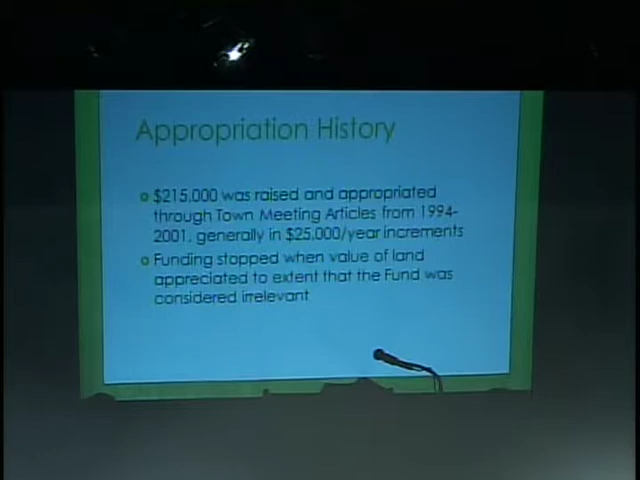 Appropriation History
$215,000 was raised and appropriated
through Town Meeting Articles from 1994-
2001, generally in $25,000/year increments
Funding stopped when value of land
appreciated to extent that the Fund was
considered irrelevant